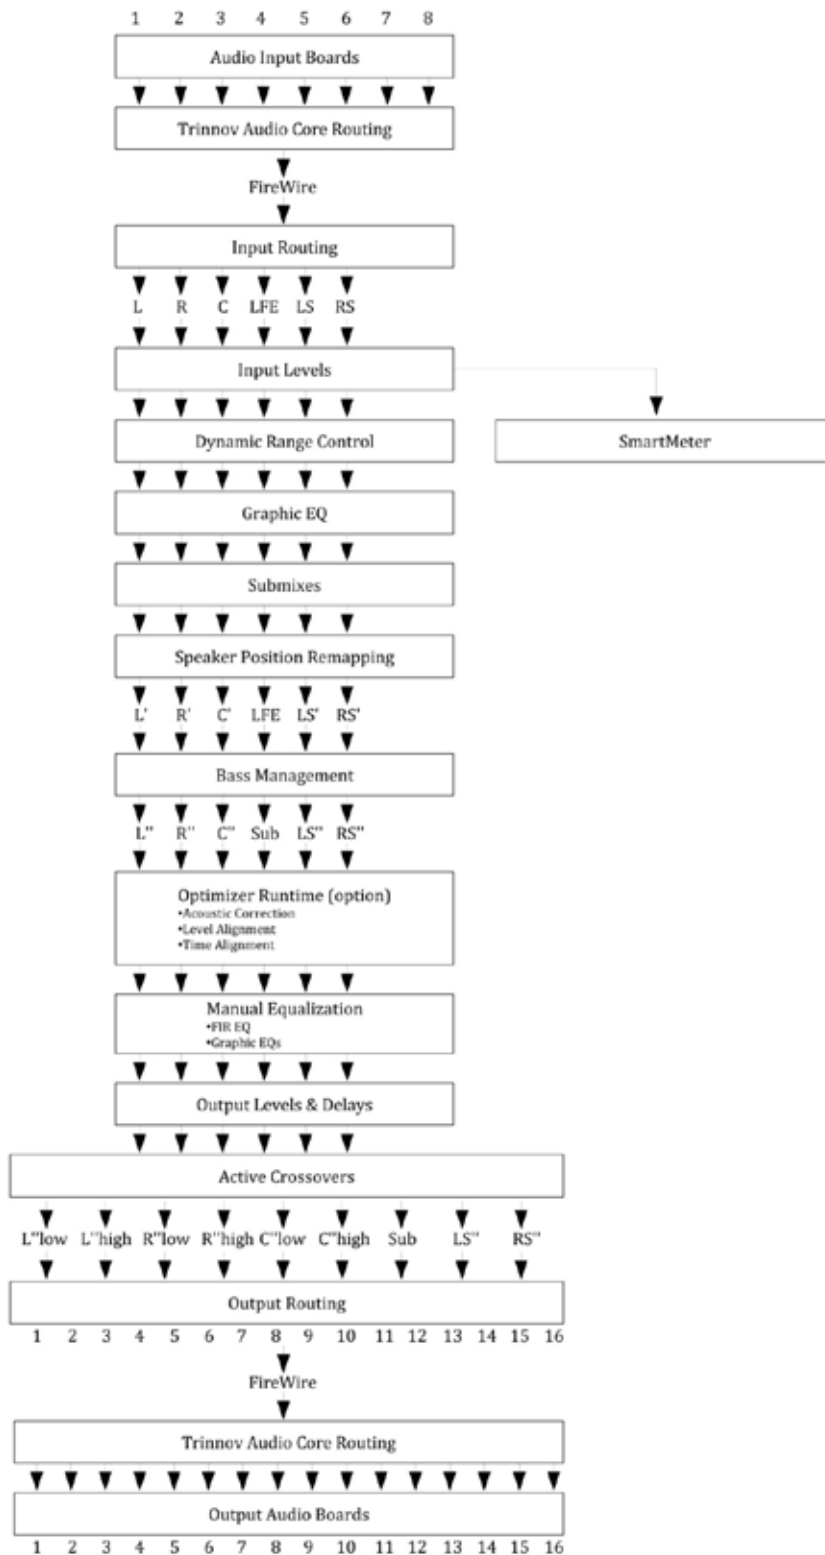 1 2 3 4 5 6 7 8
Audio Input Boards
Trinnov Audio Core Routing
FireWire
Input Routing
L R C LFE LS RS
Input Levels
Dynamic Range Control
SmartMeter
Graphic EQ
Submixes
Speaker Position Remapping
L' R' C' LFE LS' RS'
Bass Management
L" R" C" Sub LS" RS"
Optimizer Runtime (option)
•Acoustic Correction
•Level Alignment
•Time Alignment
Manual Equalization
•FIR EQ
•Graphic EQs
Output Levels & Delays
Active Crossovers
L"low L"high R"low R"high C"low C"high Sub LS" RS"
Output Routing
1 2 3 4 5 6 7 8 9 10 11 12 13 14 15 16
FireWire
Trinnov Audio Core Routing
Output Audio Boards
1 2 3 4 5 6 7 8 9 10 11 12 13 14 15 16